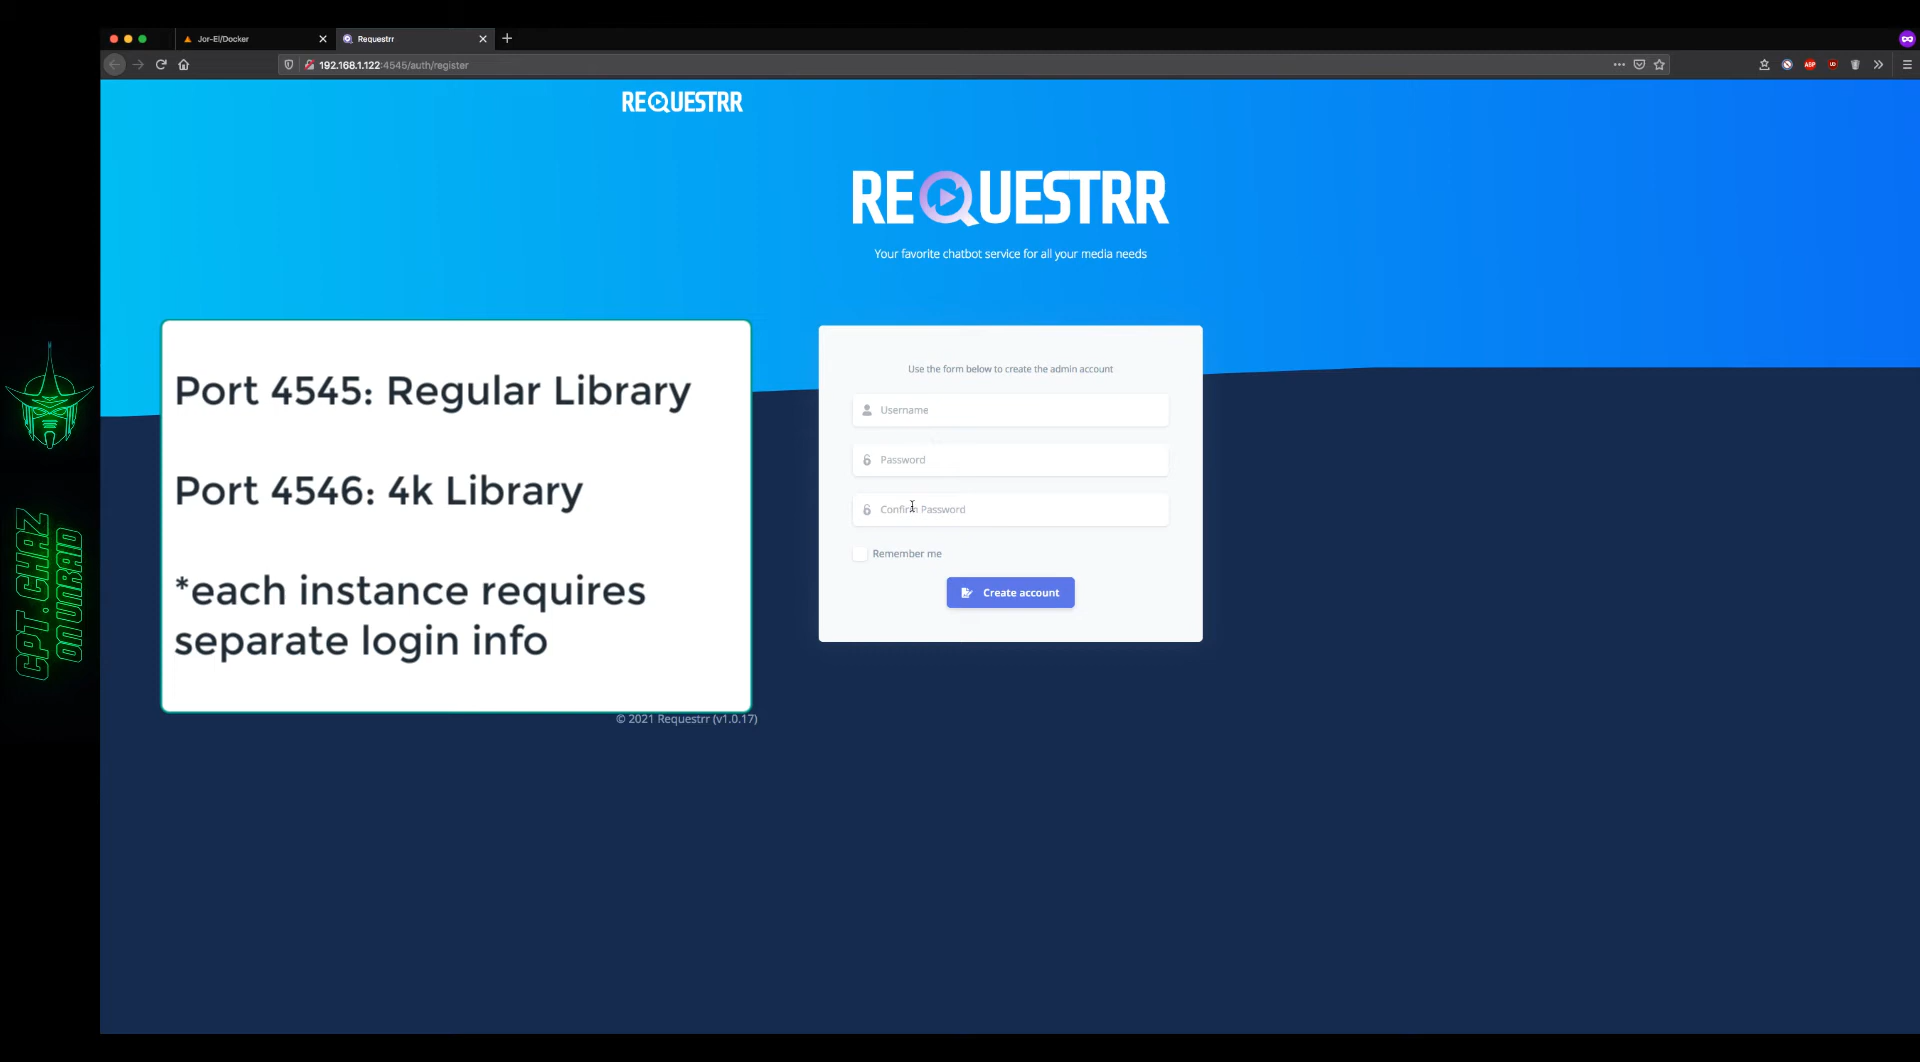 Jor-El/Docker
Requestrr
192.168.1.122:4545/auth/register
ABP
REQUESTRR
REQUESTRR
Your favorite chatbot service for all your media needs
Port 4545: Regular Library
Port 4546: 4k Library
*each instance requires
separate login info
Use the form below to create the admin account
Username
Password
Confirm Password
Remember me
Create account
© 2021 Requestrr (v1.0.17)
CPT.CHAZ
ON UNRAID